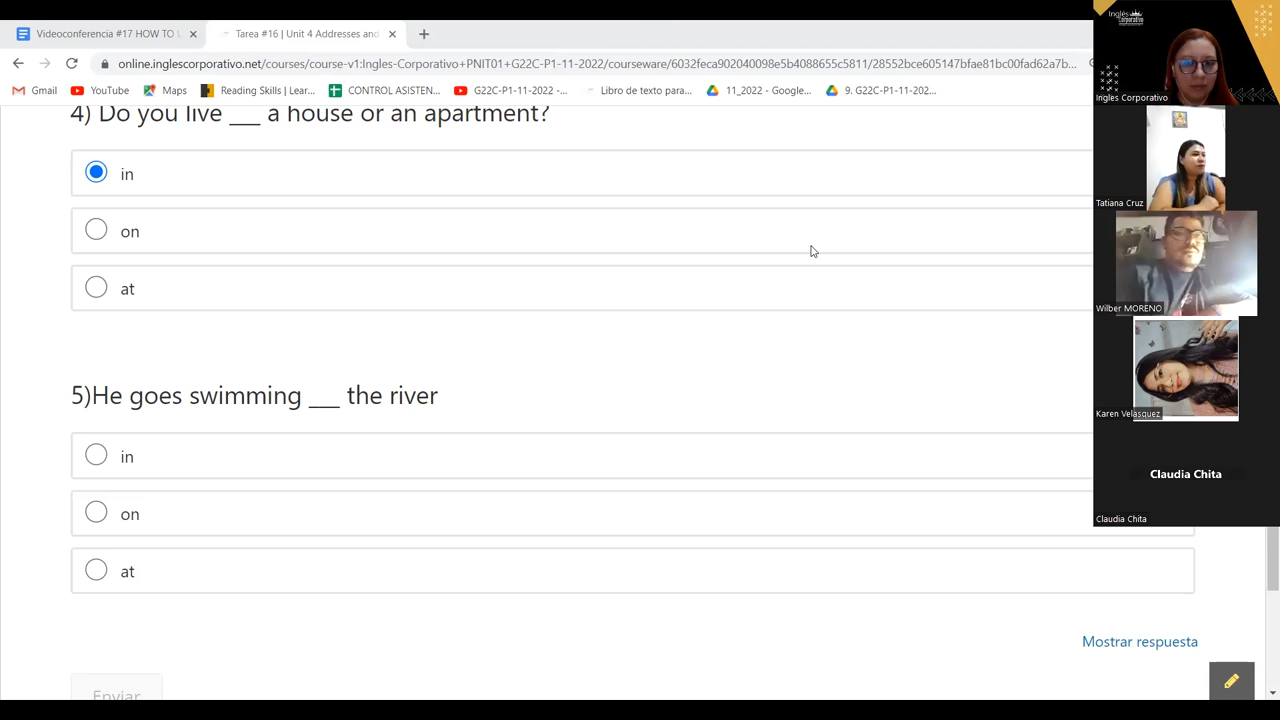 Videoconferencia #17 HOW TO U
Tarea #16 | Unit 4 Addresses and
online.inglescorporativo.net/courses/course-v1:Ingles-Corporativo+PNIT01+G22C-P1-11-2022/courseware/6032feca902040098e5b4088655c5811/28552bce605147bfae81bc00fad62a7b...
Gmail YouTube Maps Reading Skills | Lear... CONTROL ASISTEN... G22C-P1-11-2022 -... Libro de texto para... 11_2022 - Google... 9. G22C-P1-11-202...
4) Do you live ___ a house or an apartment?
in
on
at
5)He goes swimming ___ the river
in
on
at
Mostrar respuesta
Enviar
Inglés
Corporativo
Ingles Corporativo
Tatiana Cruz
Wilber MORENO
Karen Velasquez
Claudia Chita
Claudia Chita